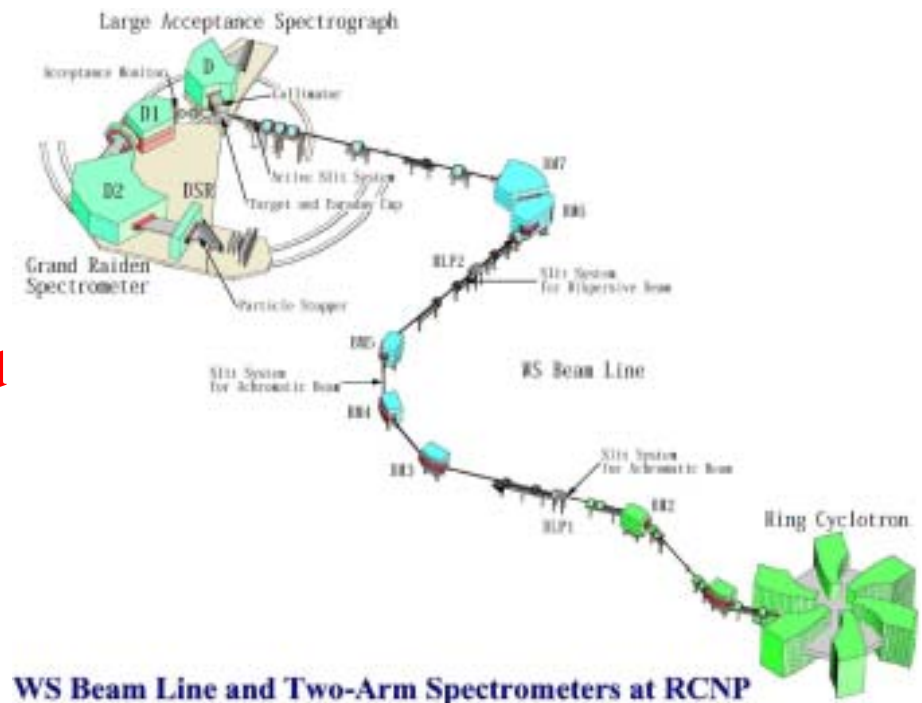 Large Acceptance Spectrograph
Acceptance Monitor
D
Collimator
D1
Active Slit System
D2
DSR
Target and Faraday Cup
BM7
BM6
Grand Raiden
Spectrometer
Particle Stopper
BLP2
Slit System
for Dispersive Beam
BM5
WS Beam Line
Slit System
for Achromatic Beam
BM4
BM3
Slit System
for Achromatic Beam
BLP1
BM2
Ring Cyclotron
WS Beam Line and Two-Arm Spectrometers at RCNP